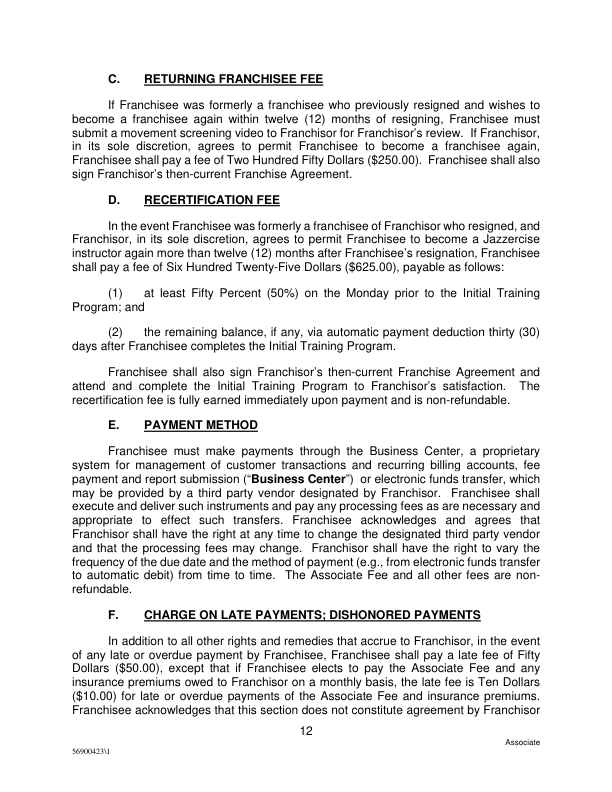 C. RETURNING FRANCHISEE FEE
If Franchisee was formerly a franchisee who previously resigned and wishes to
become a franchisee again within twelve (12) months of resigning, Franchisee must
submit a movement screening video to Franchisor for Franchisor's review. If Franchisor,
in its sole discretion, agrees to permit Franchisee to become a franchisee again,
Franchisee shall pay a fee of Two Hundred Fifty Dollars ($250.00). Franchisee shall also
sign Franchisor's then-current Franchise Agreement.
D. RECERTIFICATION FEE
In the event Franchisee was formerly a franchisee of Franchisor who resigned, and
Franchisor, in its sole discretion, agrees to permit Franchisee to become a Jazzercise
instructor again more than twelve (12) months after Franchisee's resignation, Franchisee
shall pay a fee of Six Hundred Twenty-Five Dollars ($625.00), payable as follows:
(1) at least Fifty Percent (50%) on the Monday prior to the Initial Training
Program; and
(2) the remaining balance, if any, via automatic payment deduction thirty (30)
days after Franchisee completes the Initial Training Program.
Franchisee shall also sign Franchisor's then-current Franchise Agreement and
attend and complete the Initial Training Program to Franchisor's satisfaction. The
recertification fee is fully earned immediately upon payment and is non-refundable.
E. PAYMENT METHOD
Franchisee must make payments through the Business Center, a proprietary
system for management of customer transactions and recurring billing accounts, fee
payment and report submission ("Business Center") or electronic funds transfer, which
may be provided by a third party vendor designated by Franchisor. Franchisee shall
execute and deliver such instruments and pay any processing fees as are necessary and
appropriate to effect such transfers. Franchisee acknowledges and agrees that
Franchisor shall have the right at any time to change the designated third party vendor
and that the processing fees may change. Franchisor shall have the right to vary the
frequency of the due date and the method of payment (e.g., from electronic funds transfer
to automatic debit) from time to time. The Associate Fee and all other fees are non-
refundable.
F. CHARGE ON LATE PAYMENTS; DISHONORED PAYMENTS
In addition to all other rights and remedies that accrue to Franchisor, in the event
of any late or overdue payment by Franchisee, Franchisee shall pay a late fee of Fifty
Dollars ($50.00), except that if Franchisee elects to pay the Associate Fee and any
insurance premiums owed to Franchisor on a monthly basis, the late fee is Ten Dollars
($10.00) for late or overdue payments of the Associate Fee and insurance premiums.
Franchisee acknowledges that this section does not constitute agreement by Franchisor
12
Associate
56900423\1